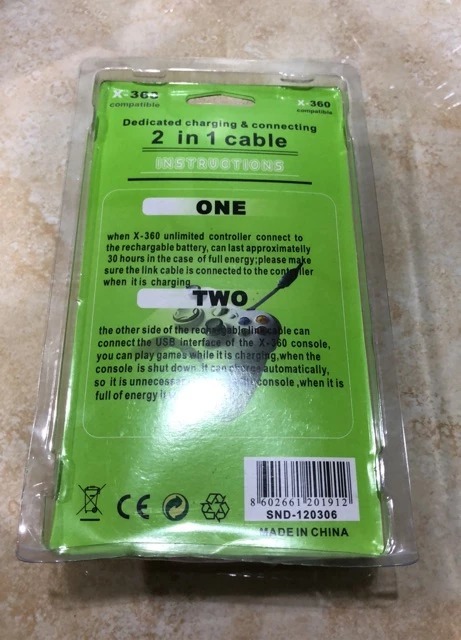 X-360
compatible
X-360
compatible
Dedicated charging & connecting
2 in 1 cable
INSTRUCTIONS
ONE
when X-360 unlimited controller connect to
the rechargable battery, can last approximatelly
30 hours in the case of full energy;please make
sure the link cable is connected to the controller
when it is charging
TWO
the other side of the rechargable link cable can
connect the USB interface of the X-360 console,
you can play games while it is charging,when the
console is shut down,it can charge automatically,
so it is console ,when it is
full of energy
8 602661 201912
SND-120306
MADE IN CHINA
CE